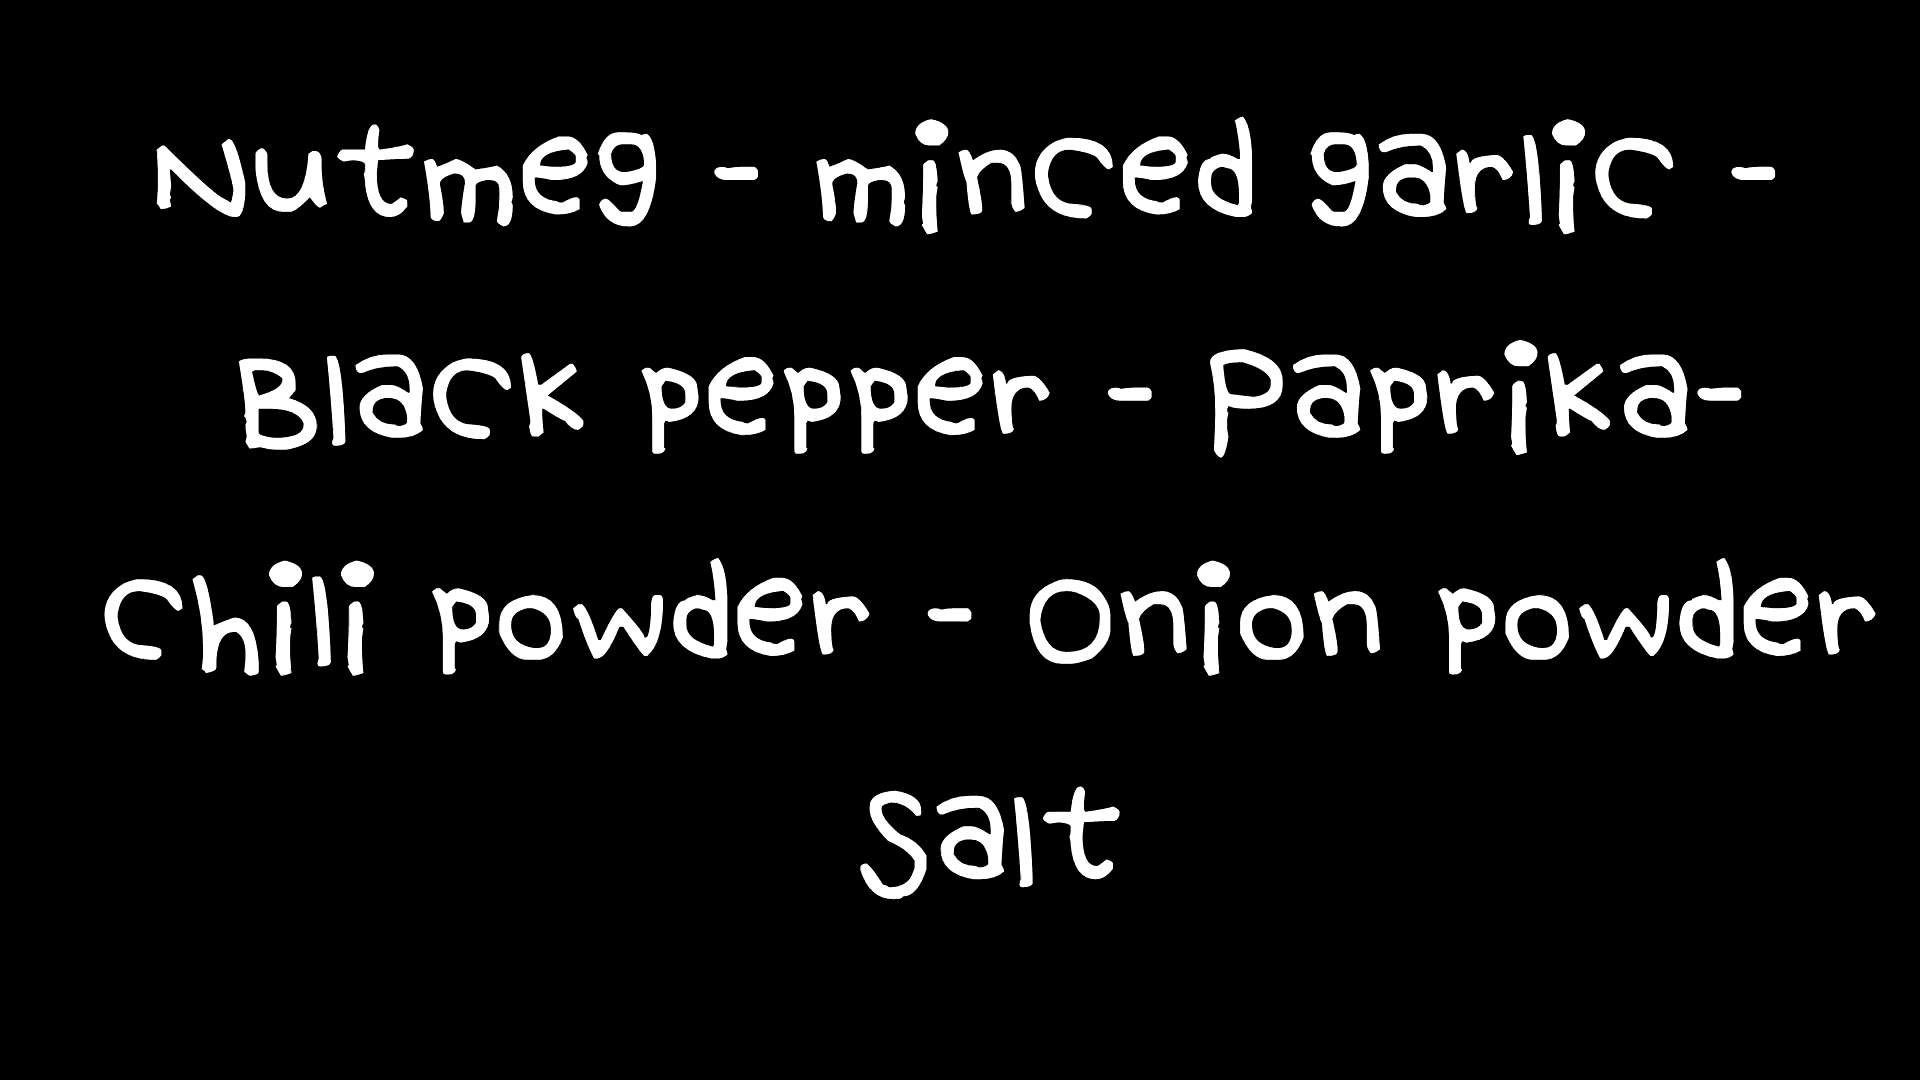 Nutmeg - minced garlic -
Black pepper - Paprika-
Chili powder - Onion powder
Salt